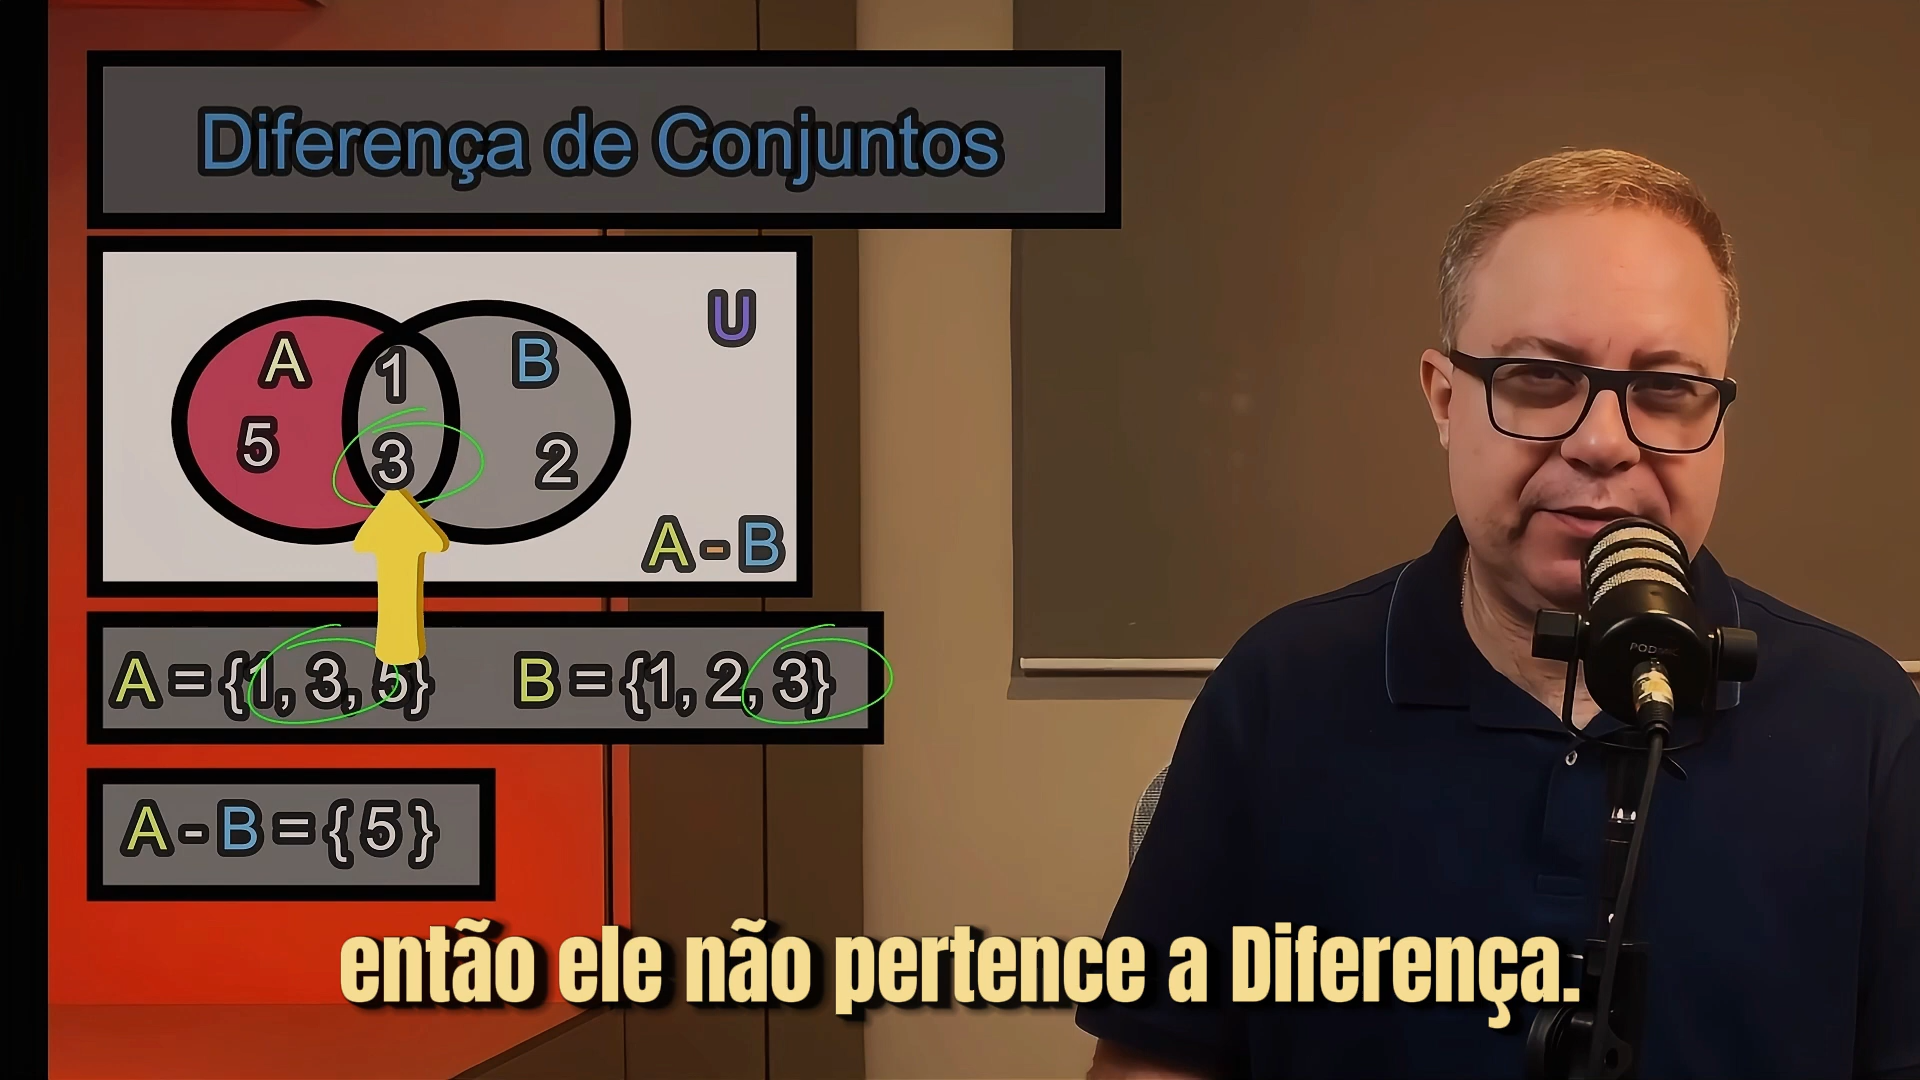 Diferença de Conjuntos
U
A
B
1
5
3
2
A - B
A = {1, 3, 5} B = {1, 2, 3}
A - B = { 5 }
PODMIC
então ele não pertence a Diferença.